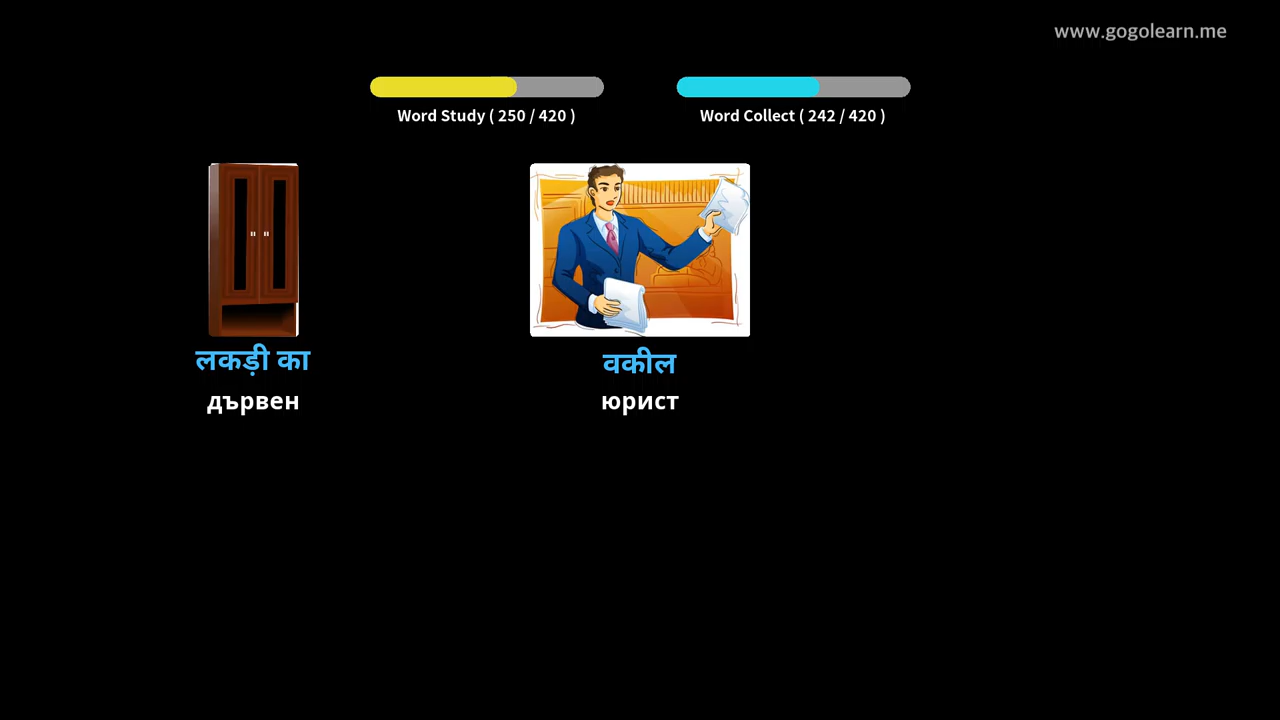 www.gogolearn.me
Word Study ( 250 / 420 )
Word Collect ( 242 / 420 )
लकड़ी का
дървен
वकील
юрист